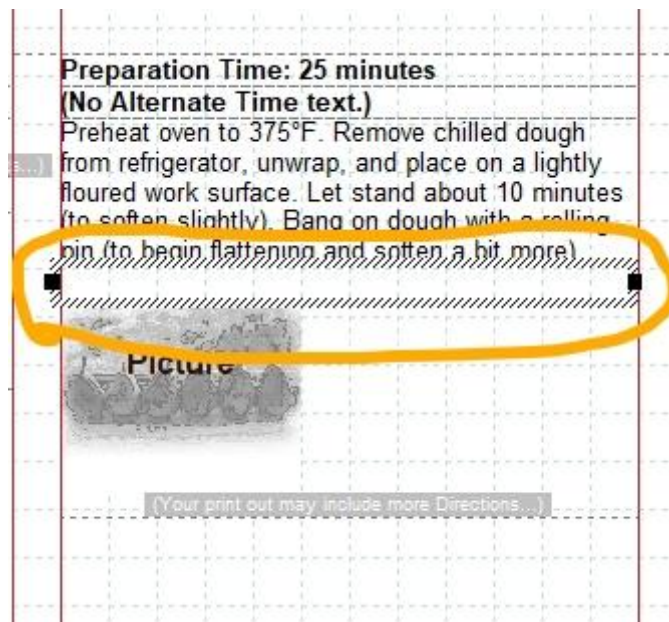 Preparation Time: 25 minutes
(No Alternate Time text.)
Preheat oven to 375°F. Remove chilled dough
s...)
from refrigerator, unwrap, and place on a lightly
floured work surface. Let stand about 10 minutes
(to soften slightly). Bang on dough with a rolling
pin (to begin flattening and soften a bit more)
Picture
(Your print out may include more Directions...)